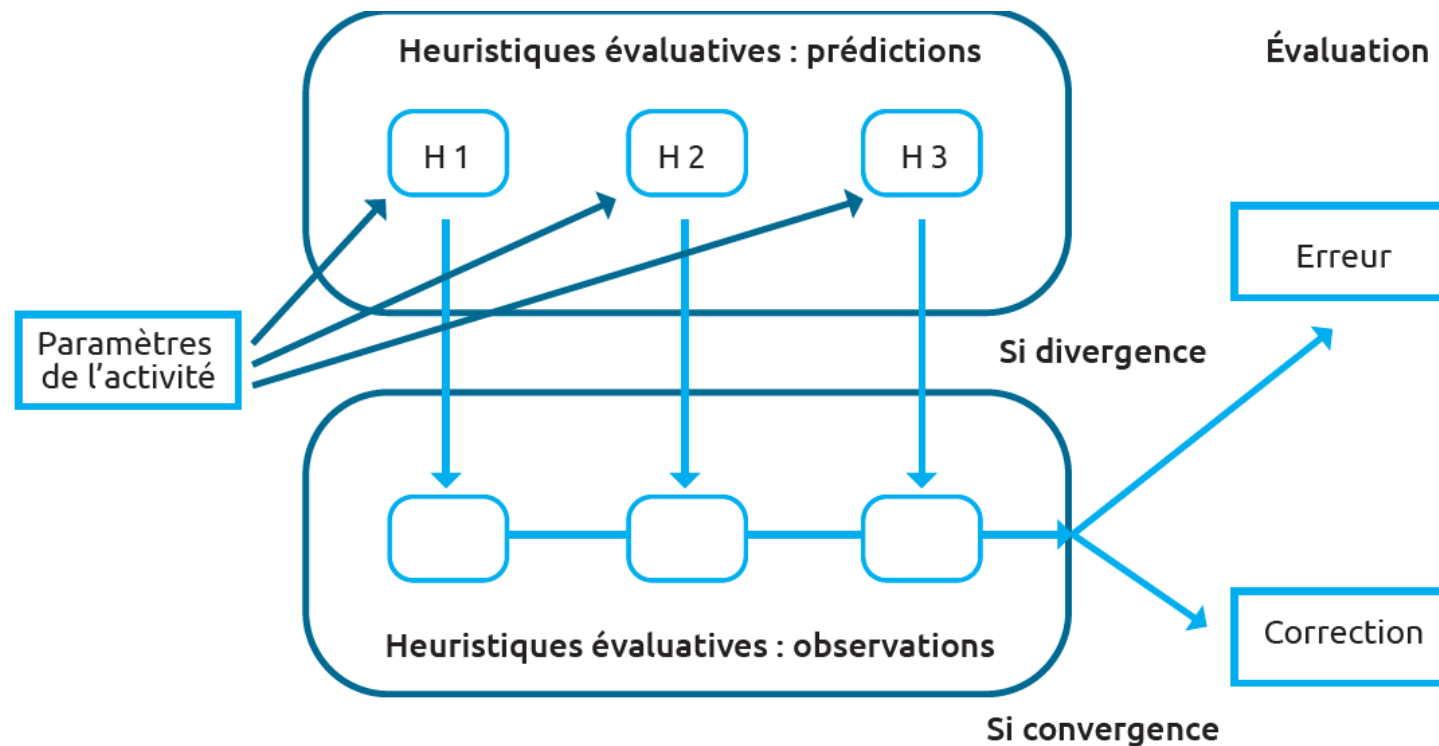 Heuristiques évaluatives : prédictions
Évaluation
H 1
H 2
H 3
Erreur
Paramètres
de l’activité
Si divergence
Heuristiques évaluatives : observations
Correction
Si convergence